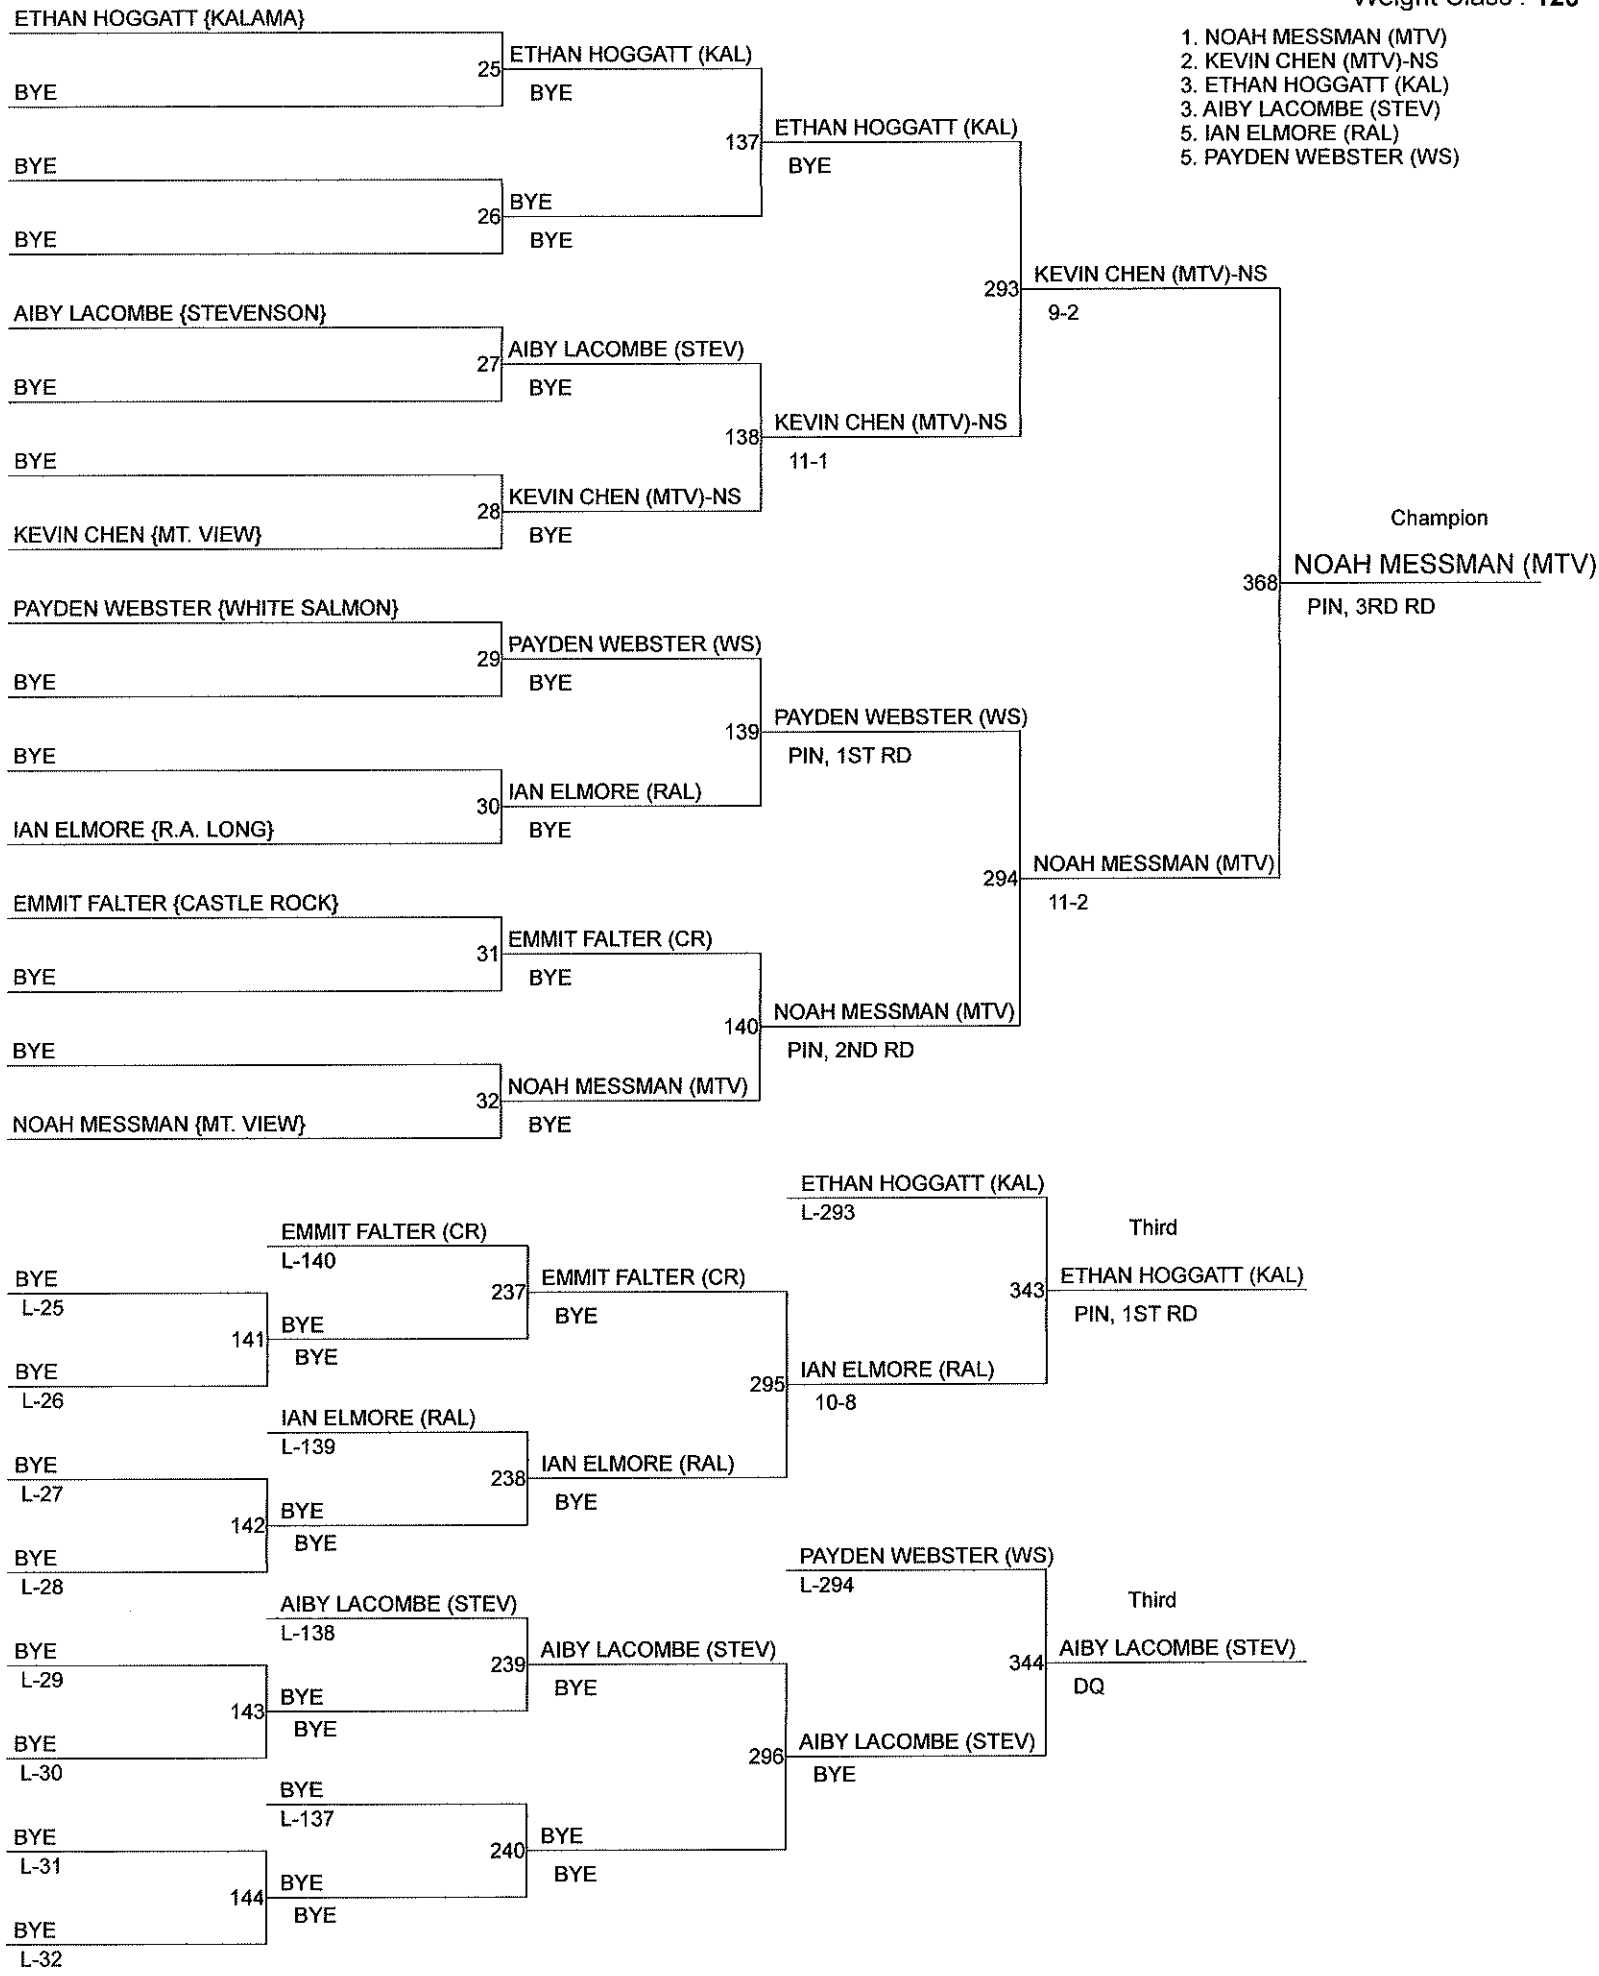 Weight Class : 120
1. NOAH MESSMAN (MTV)
2. KEVIN CHEN (MTV)-NS
3. ETHAN HOGGATT (KAL)
3. AIBY LACOMBE (STEV)
5. IAN ELMORE (RAL)
5. PAYDEN WEBSTER (WS)
ETHAN HOGGATT {KALAMA}
25
ETHAN HOGGATT (KAL)
BYE
BYE
137
ETHAN HOGGATT (KAL)
BYE
BYE
26
BYE
BYE
BYE
293
KEVIN CHEN (MTV)-NS
9-2
AIBY LACOMBE {STEVENSON}
27
AIBY LACOMBE (STEV)
BYE
BYE
138
KEVIN CHEN (MTV)-NS
11-1
BYE
28
KEVIN CHEN (MTV)-NS
BYE
KEVIN CHEN {MT. VIEW}
Champion
368
NOAH MESSMAN (MTV)
PIN, 3RD RD
PAYDEN WEBSTER {WHITE SALMON}
29
PAYDEN WEBSTER (WS)
BYE
BYE
139
PAYDEN WEBSTER (WS)
PIN, 1ST RD
BYE
30
IAN ELMORE (RAL)
BYE
IAN ELMORE {R.A. LONG}
294
NOAH MESSMAN (MTV)
11-2
EMMIT FALTER {CASTLE ROCK}
31
EMMIT FALTER (CR)
BYE
BYE
140
NOAH MESSMAN (MTV)
PIN, 2ND RD
BYE
32
NOAH MESSMAN (MTV)
BYE
NOAH MESSMAN {MT. VIEW}
ETHAN HOGGATT (KAL)
L-293
Third
EMMIT FALTER (CR)
L-140
343
ETHAN HOGGATT (KAL)
PIN, 1ST RD
BYE
L-25
237
EMMIT FALTER (CR)
BYE
141
BYE
BYE
BYE
L-26
295
IAN ELMORE (RAL)
10-8
IAN ELMORE (RAL)
L-139
BYE
L-27
238
IAN ELMORE (RAL)
BYE
142
BYE
BYE
BYE
L-28
PAYDEN WEBSTER (WS)
L-294
Third
AIBY LACOMBE (STEV)
L-138
344
AIBY LACOMBE (STEV)
DQ
BYE
L-29
239
AIBY LACOMBE (STEV)
BYE
143
BYE
BYE
BYE
L-30
296
AIBY LACOMBE (STEV)
BYE
BYE
L-137
BYE
L-31
240
BYE
BYE
144
BYE
BYE
BYE
L-32